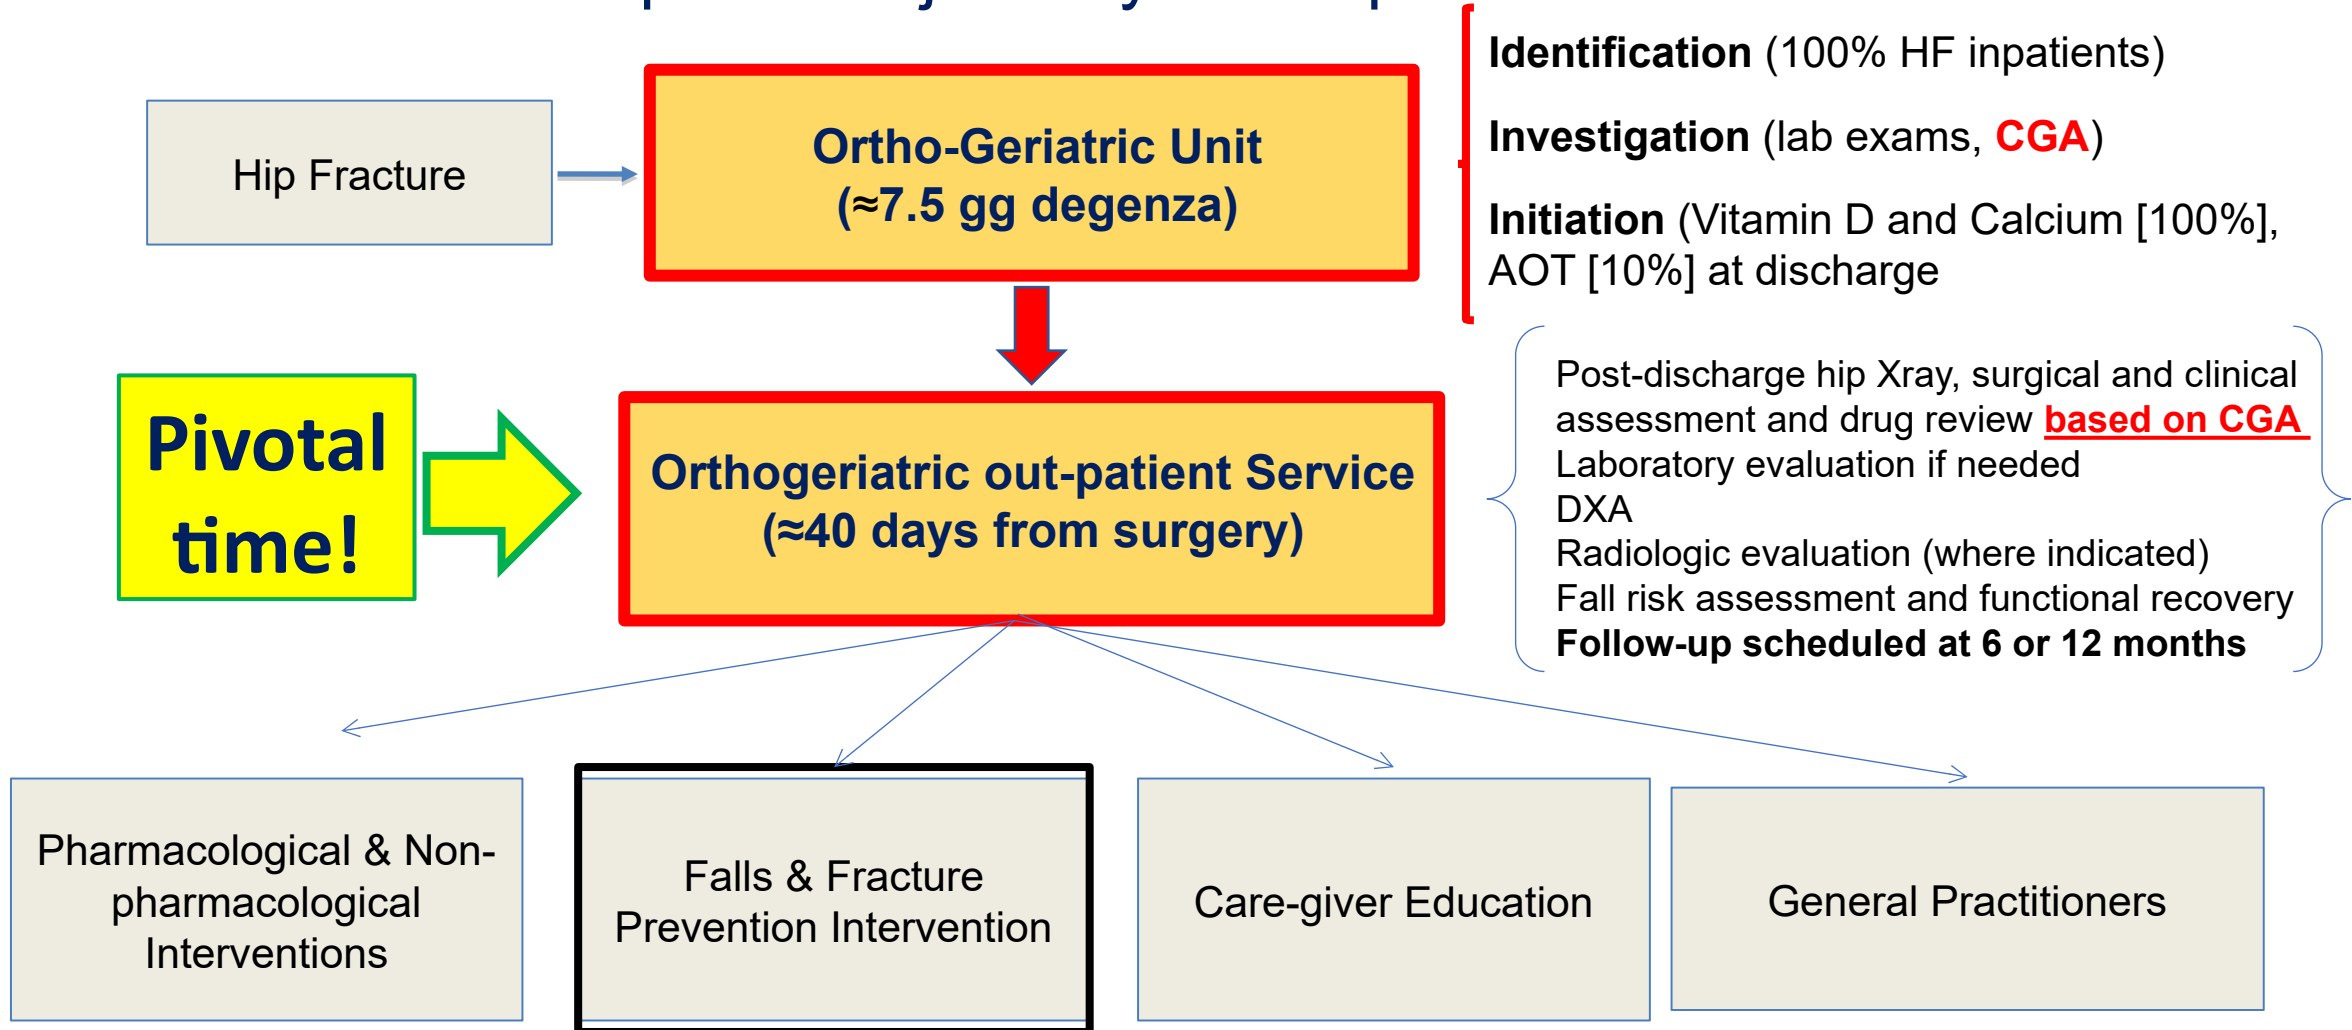 Hip Fracture
Ortho-Geriatric Unit
(≈7.5 gg degenza)
Identification (100% HF inpatients)
Investigation (lab exams, CGA)
Initiation (Vitamin D and Calcium [100%],
AOT [10%] at discharge
Pivotal
time!
Orthogeriatric out-patient Service
(≈40 days from surgery)
Post-discharge hip Xray, surgical and clinical
assessment and drug review based on CGA
Laboratory evaluation if needed
DXA
Radiologic evaluation (where indicated)
Fall risk assessment and functional recovery
Follow-up scheduled at 6 or 12 months
Pharmacological & Non-
pharmacological
Interventions
Falls & Fracture
Prevention Intervention
Care-giver Education
General Practitioners